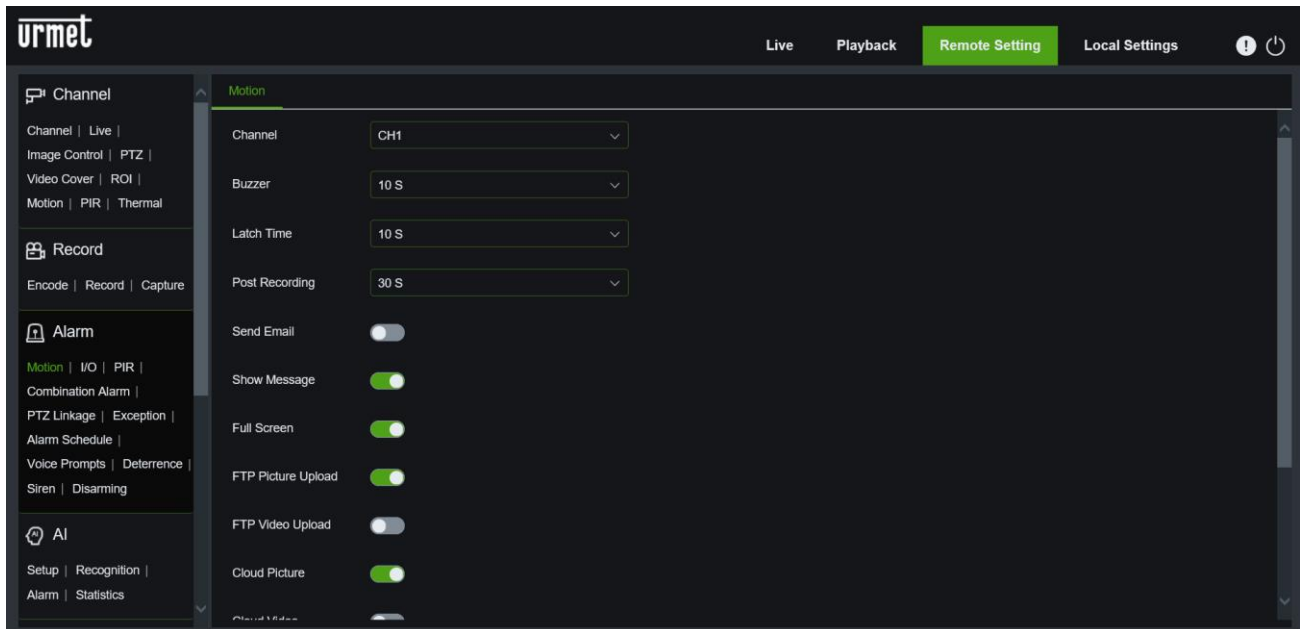 urmet
Live Playback Remote Setting Local Settings
Channel
Channel | Live |
Image Control | PTZ |
Video Cover | ROI |
Motion | PIR | Thermal
Record
Encode | Record | Capture
Alarm
Motion | I/O | PIR |
Combination Alarm |
PTZ Linkage | Exception |
Alarm Schedule |
Voice Prompts | Deterrence |
Siren | Disarming
AI
Setup | Recognition |
Alarm | Statistics
Motion
Channel CH1
Buzzer 10 S
Latch Time 10 S
Post Recording 30 S
Send Email
Show Message
Full Screen
FTP Picture Upload
FTP Video Upload
Cloud Picture
Cloud Video